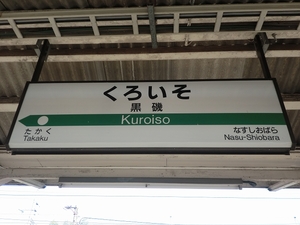 くろいそ
黒磯
Kuroiso
たかく
Takaku
なすしおばら
Nasu-Shiobara